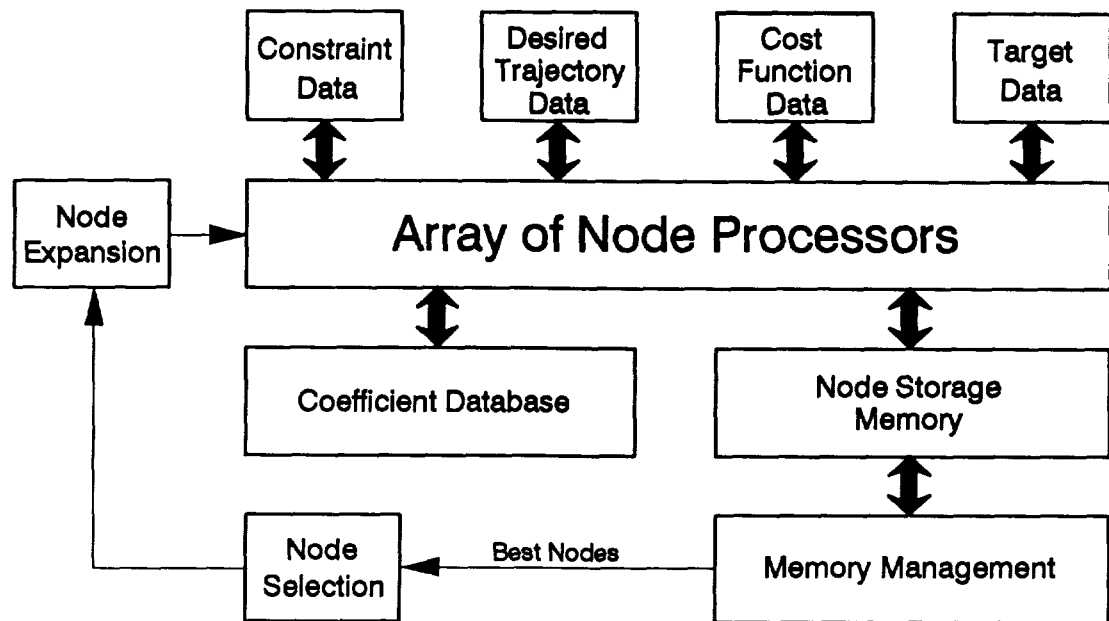 Constraint
Data
Desired
Trajectory
Data
Cost
Function
Data
Target
Data
Node
Expansion
Array of Node Processors
Coefficient Database
Node Storage
Memory
Node
Selection
Best Nodes
Memory Management